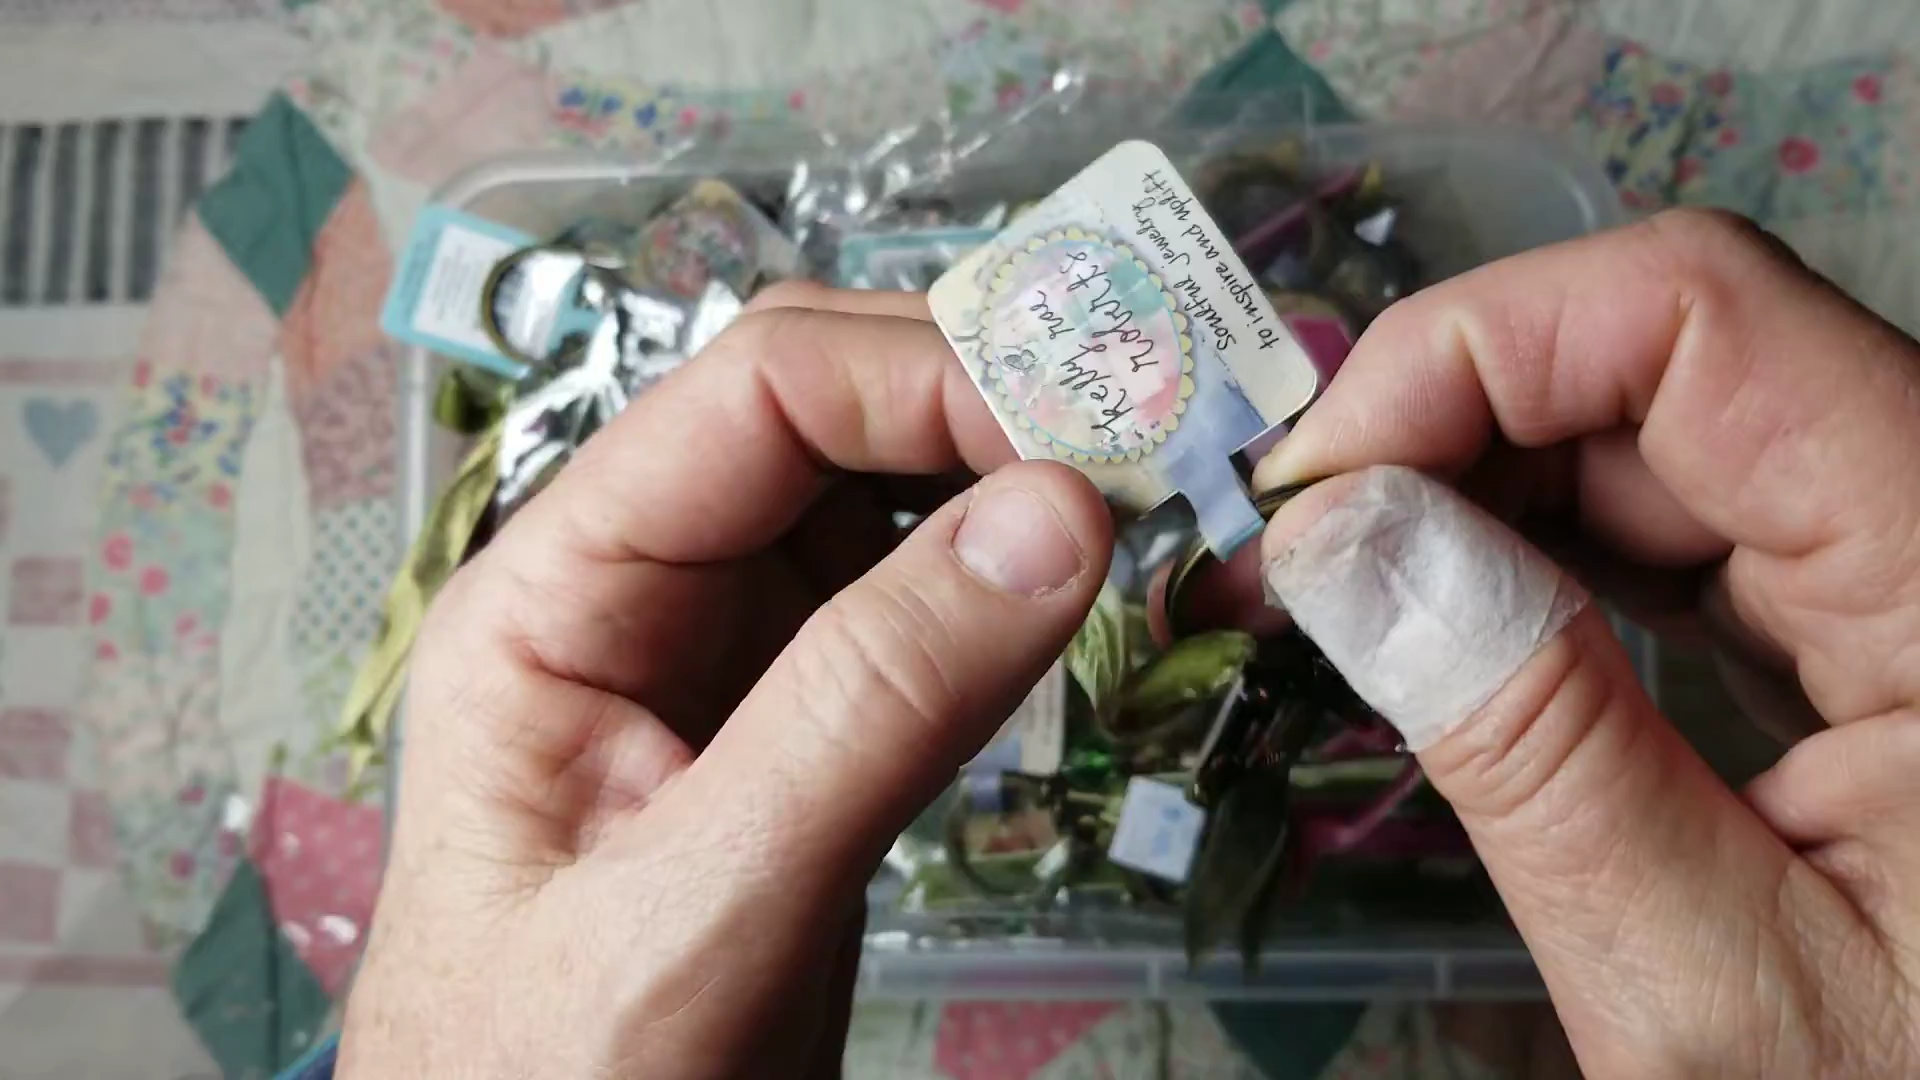 kelly rae
roberts
Soulful jewelry
to inspire and uplift